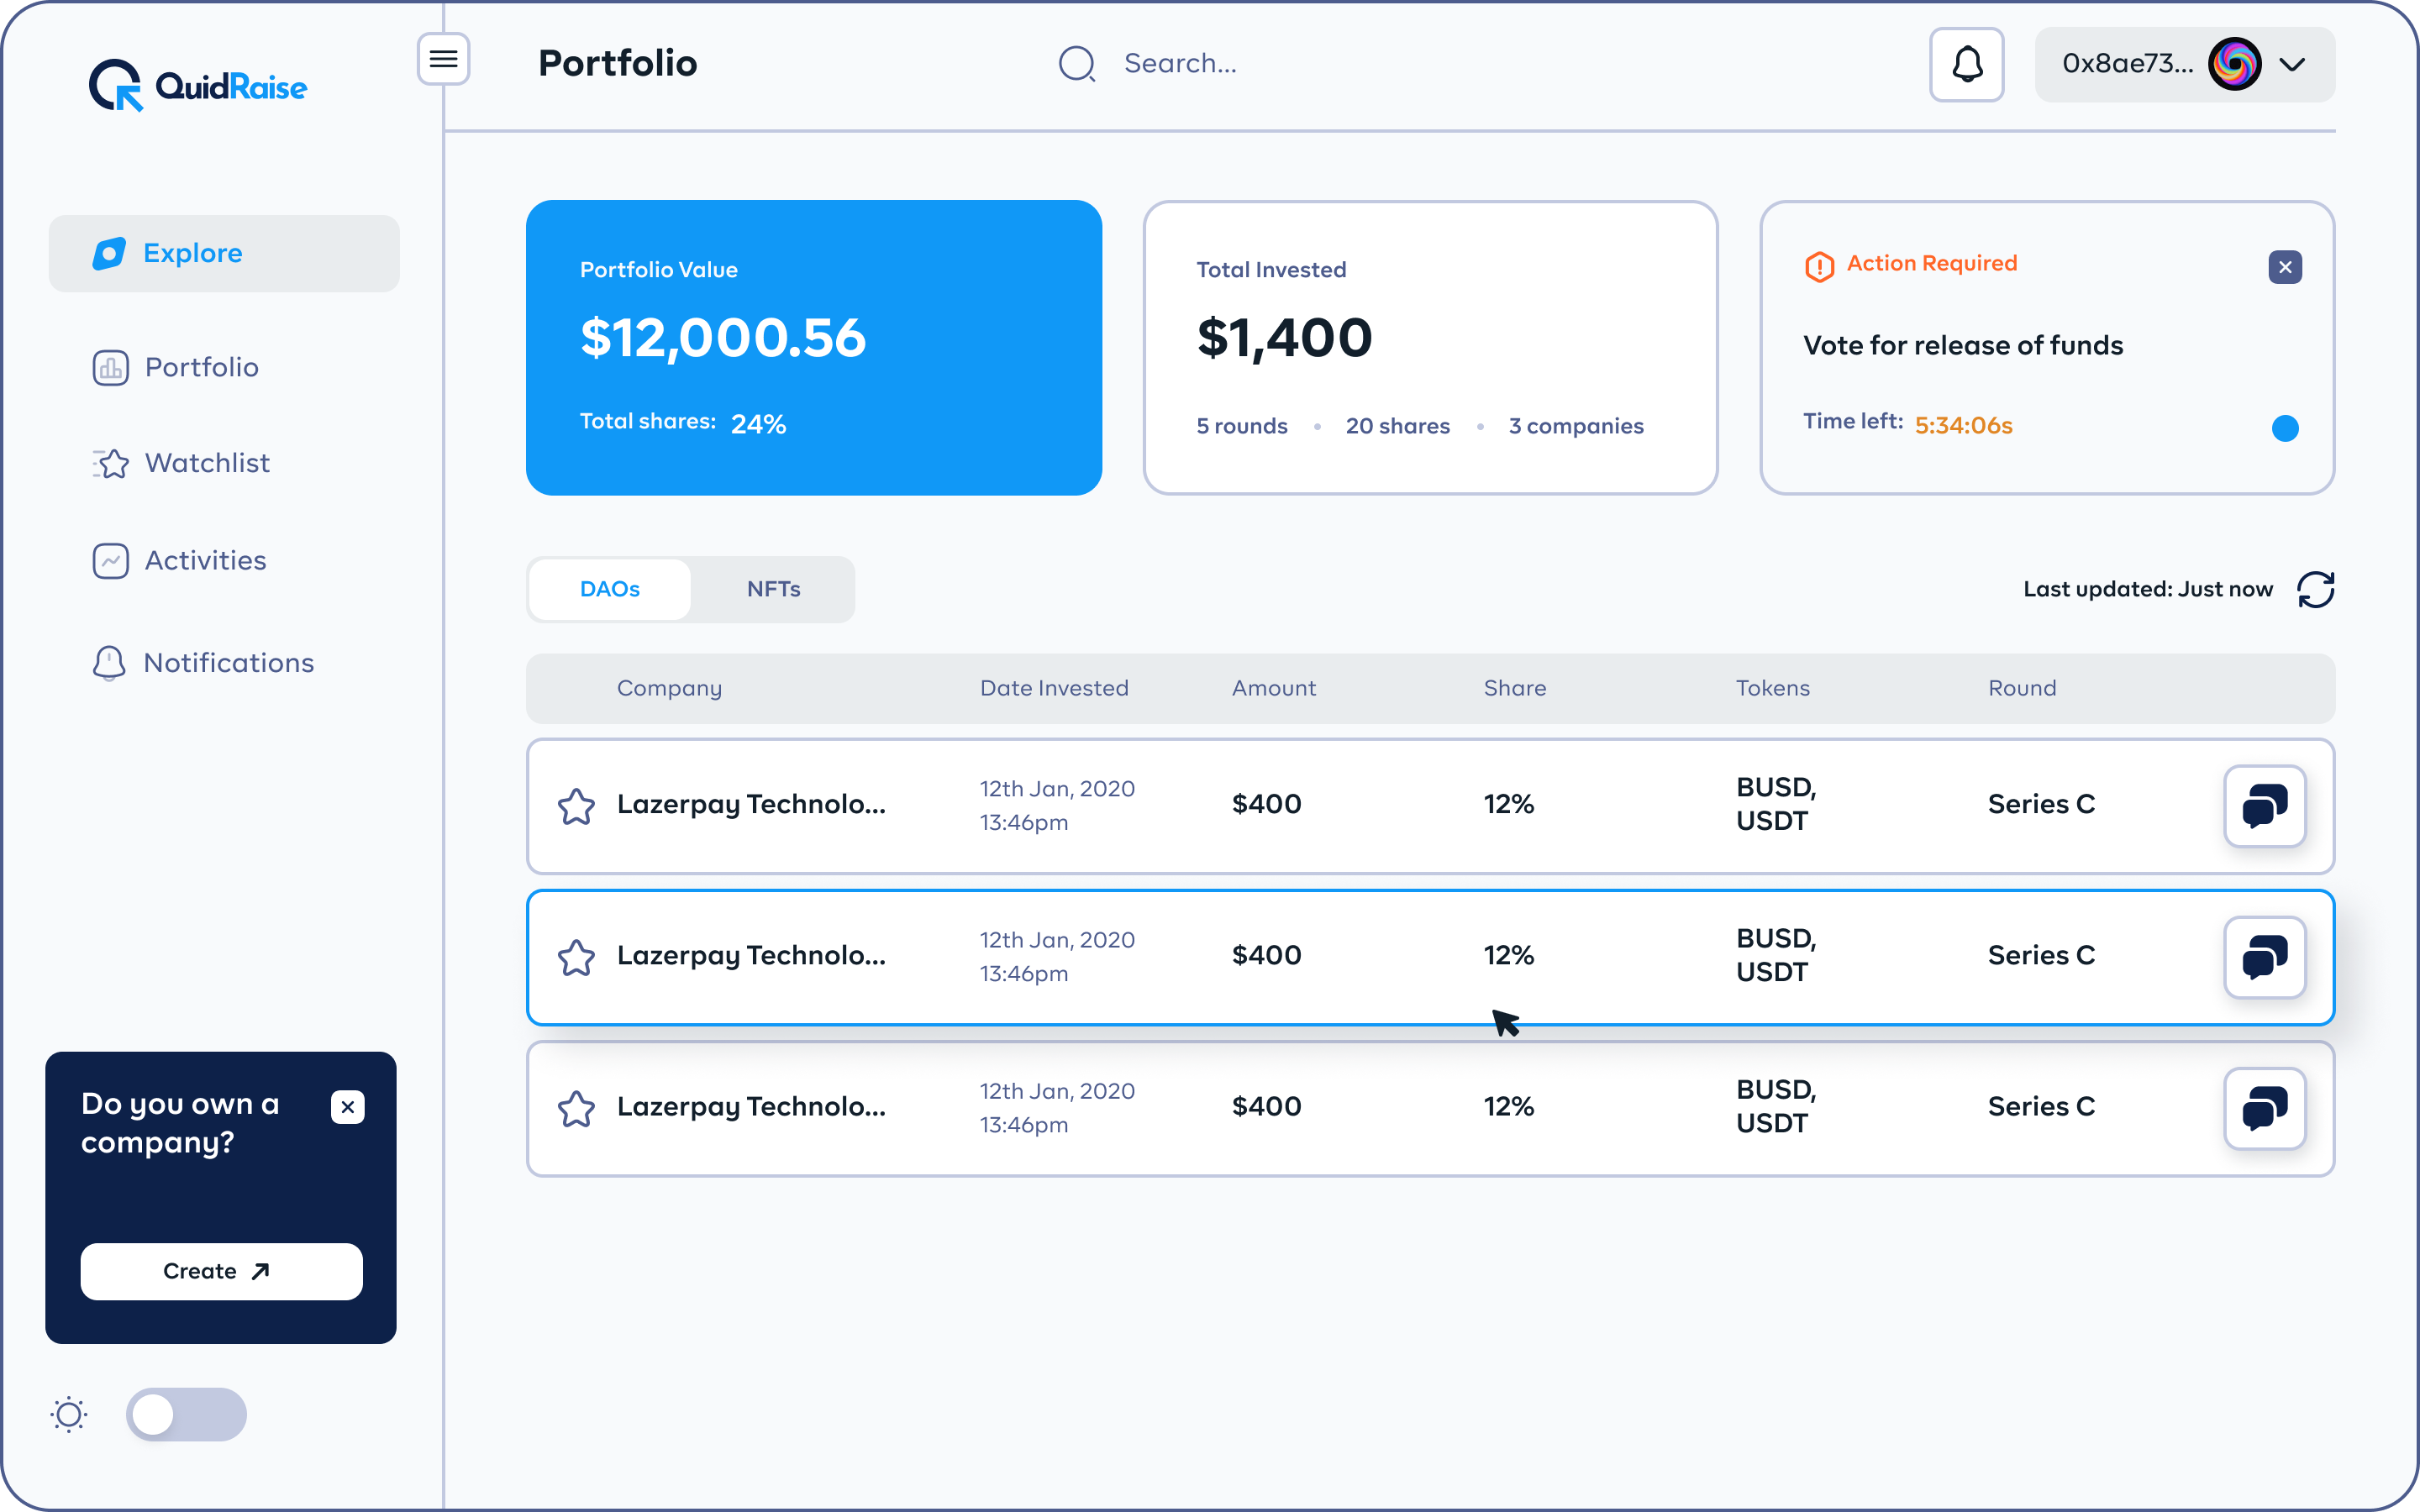 QuidRaise
Portfolio
Search...
0x8ae73...
Explore
Portfolio
Watchlist
Activities
Notifications
Do you own a
company?
Create
Portfolio Value
$12,000.56
Total shares: 24%
Total Invested
$1,400
5 rounds • 20 shares • 3 companies
Action Required
Vote for release of funds
Time left: 5:34:06s
DAOs NFTs
Last updated: Just now
Company Date Invested Amount Share Tokens Round
Lazerpay Technolo... 12th Jan, 2020 13:46pm $400 12% BUSD, USDT Series C
Lazerpay Technolo... 12th Jan, 2020 13:46pm $400 12% BUSD, USDT Series C
Lazerpay Technolo... 12th Jan, 2020 13:46pm $400 12% BUSD, USDT Series C